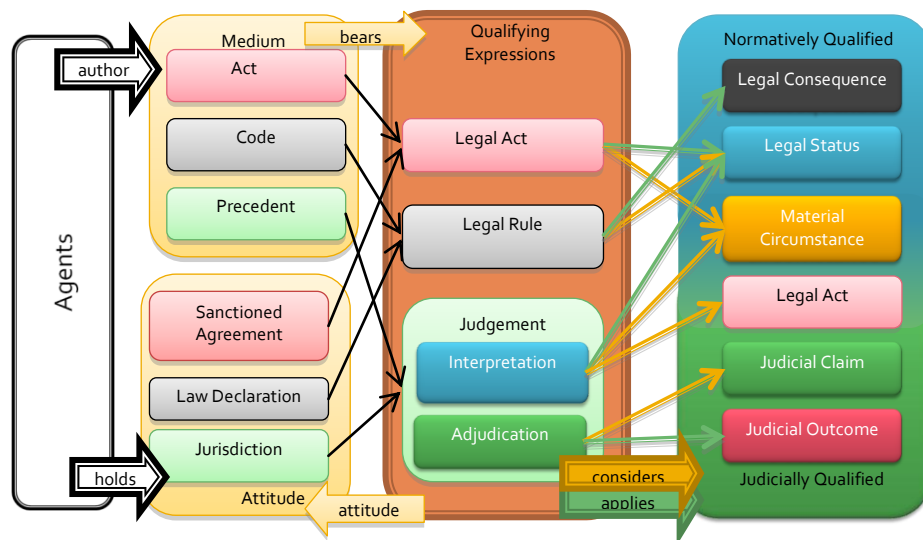 Agents
author
holds
Medium
Act
Code
Precedent
Sanctioned
Agreement
Law Declaration
Jurisdiction
Attitude
bears
attitude
Qualifying
Expressions
Legal Act
Legal Rule
Judgement
Interpretation
Adjudication
considers
applies
Normatively Qualified
Legal Consequence
Legal Status
Material
Circumstance
Legal Act
Judicial Claim
Judicial Outcome
Judicially Qualified